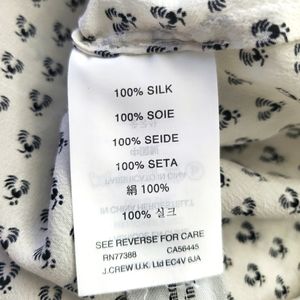 100% SILK
100% SOIE
100% SEIDE
100% SETA
絹 100%
100% 실크
SEE REVERSE FOR CARE
RN77388 CA56445
J.CREW U.K. Ltd EC4V 6JA